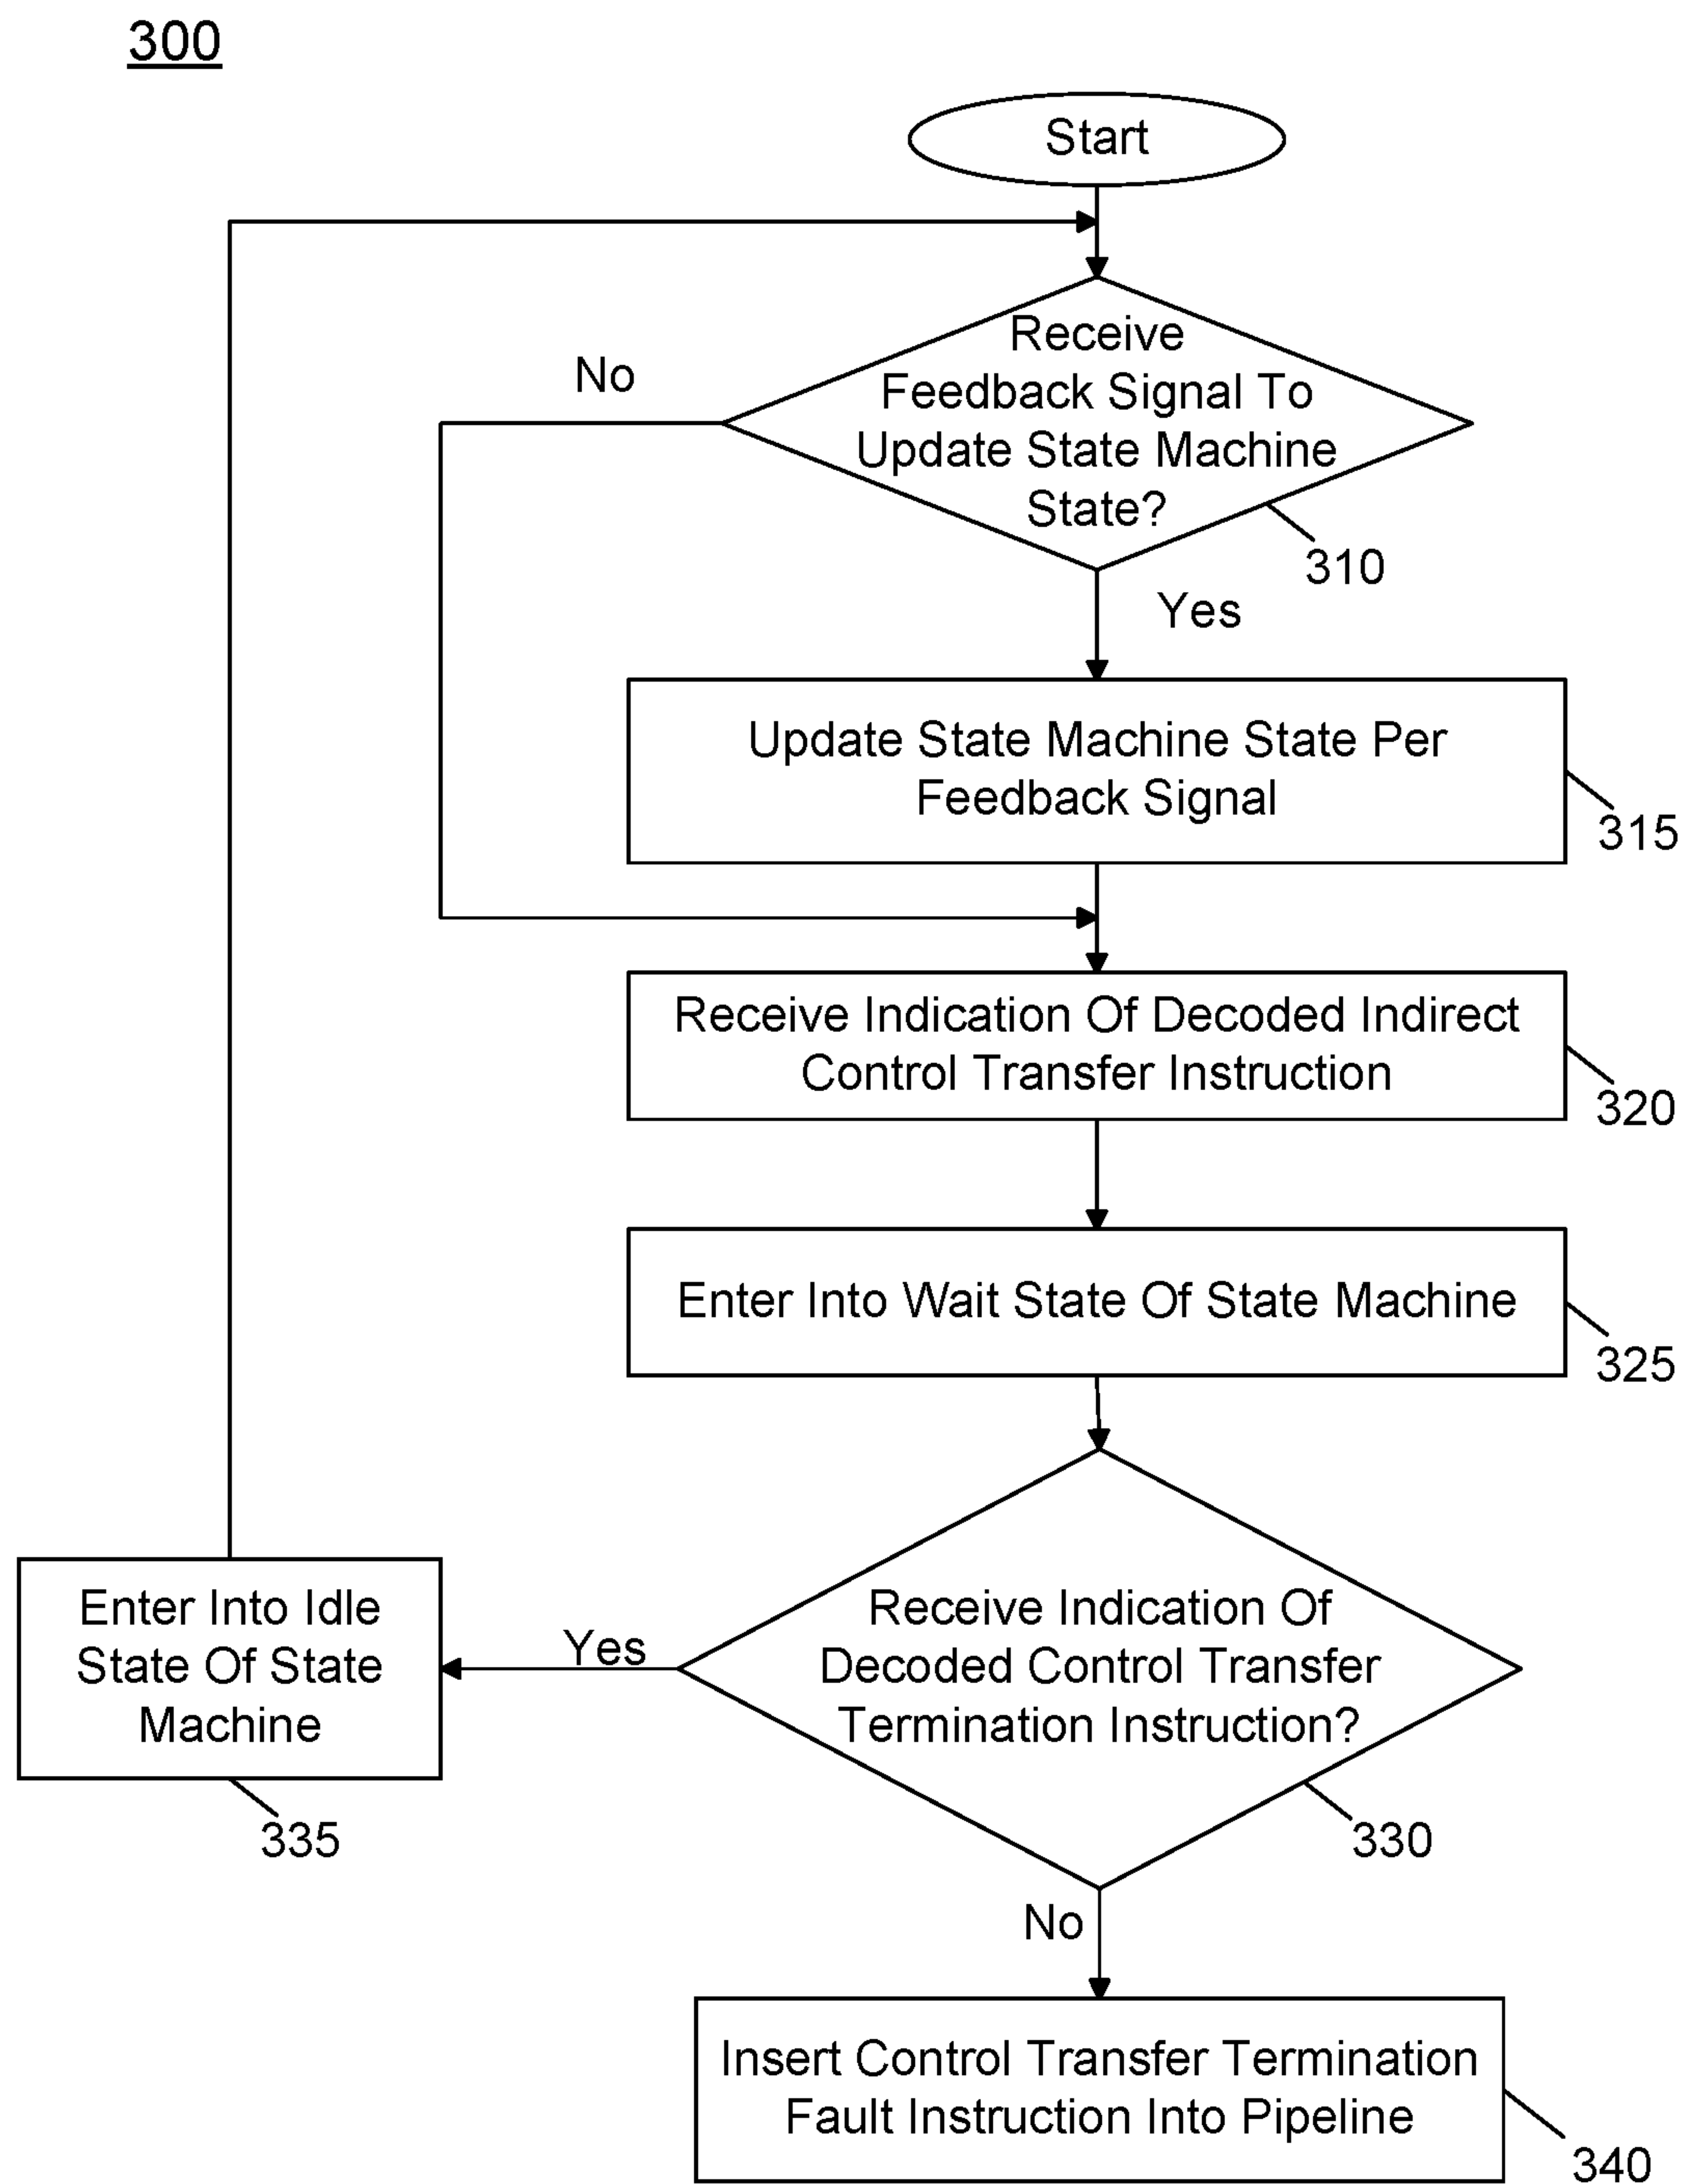 300
Start
Receive
Feedback Signal To
Update State Machine
State?
310
No
Yes
Update State Machine State Per
Feedback Signal
315
Receive Indication Of Decoded Indirect
Control Transfer Instruction
320
Enter Into Wait State Of State Machine
325
Receive Indication Of
Decoded Control Transfer
Termination Instruction?
330
Yes
Enter Into Idle
State Of State
Machine
335
No
Insert Control Transfer Termination
Fault Instruction Into Pipeline
340